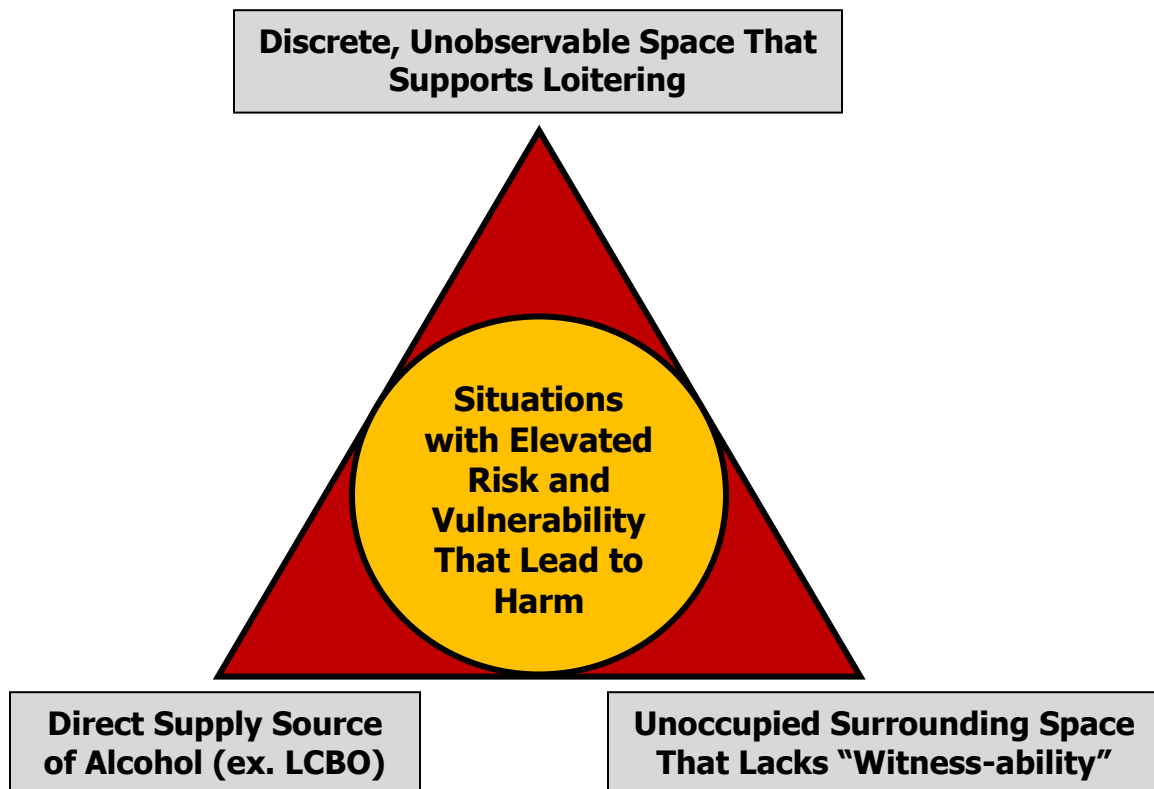 Discrete, Unobservable Space That
Supports Loitering
Situations
with Elevated
Risk and
Vulnerability
That Lead to
Harm
Direct Supply Source
of Alcohol (ex. LCBO)
Unoccupied Surrounding Space
That Lacks “Witness-ability”